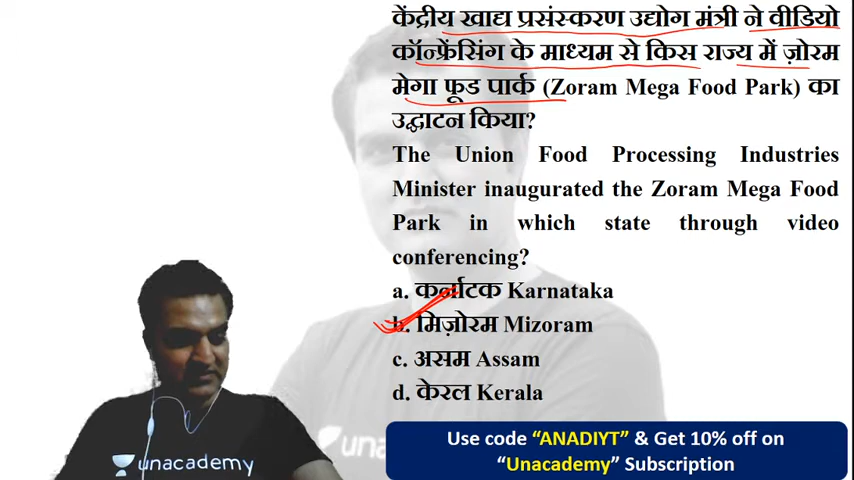 केंद्रीय खाद्य प्रसंस्करण उद्योग मंत्री ने वीडियो
कॉन्फ्रेंसिंग के माध्यम से किस राज्य में ज़ोरम
मेगा फूड पार्क (Zoram Mega Food Park) का
उद्घाटन किया?
The Union Food Processing Industries
Minister inaugurated the Zoram Mega Food
Park in which state through video
conferencing?
a. कर्नाटक Karnataka
b. मिज़ोरम Mizoram
c. असम Assam
d. केरल Kerala
unacademy
una
Use code “ANADIYT” & Get 10% off on
“Unacademy” Subscription